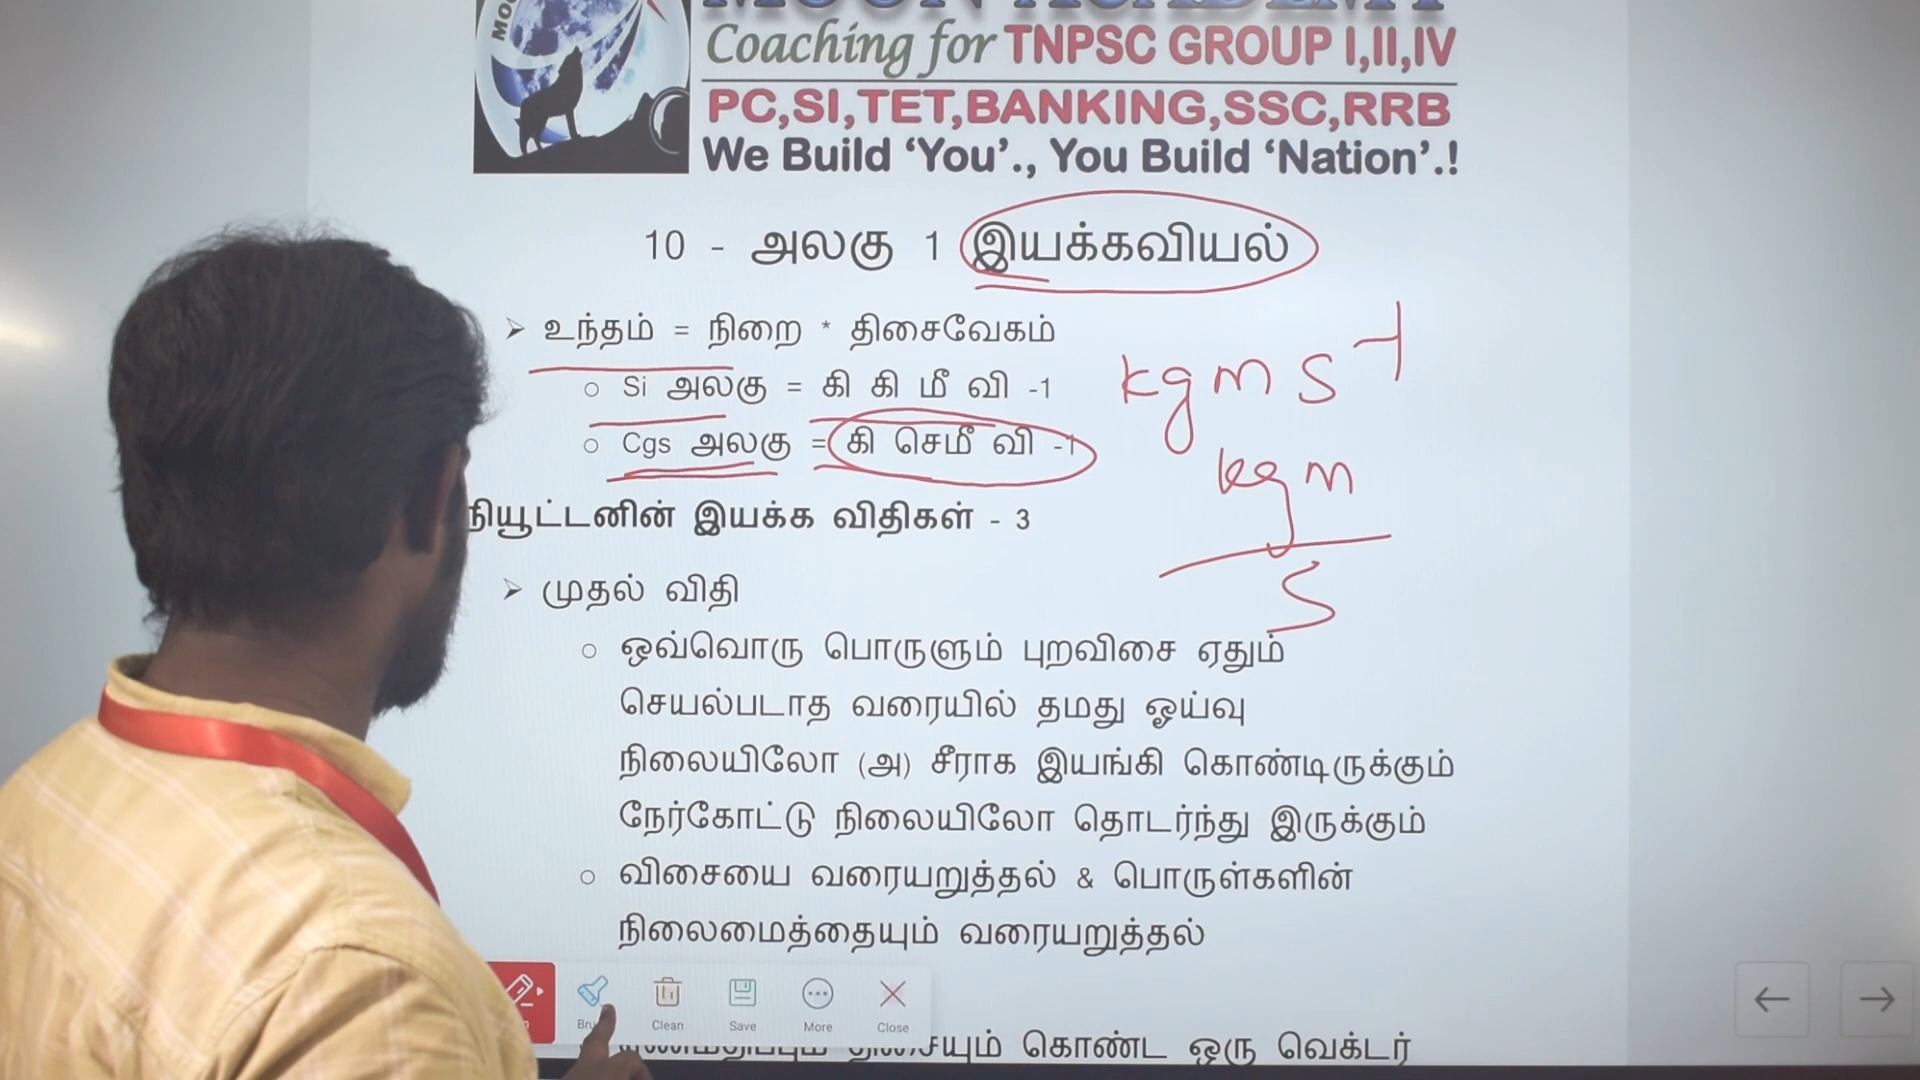 Coaching for TNPSC GROUP I,II,IV
PC,SI,TET,BANKING,SSC,RRB
We Build ‘You’., You Build ‘Nation’.!
10 - அலகு 1 இயக்கவியல்
➢ உந்தம் = நிறை * திசைவேகம்
○ Si அலகு = கி கி மீ வி -1
○ Cgs அலகு = கி செமீ வி -1
kgm s-1
kgm
s
நியூட்டனின் இயக்க விதிகள் - 3
➢ முதல் விதி
○ ஒவ்வொரு பொருளும் புறவிசை ஏதும்
செயல்படாத வரையில் தமது ஓய்வு
நிலையிலோ (அ) சீராக இயங்கி கொண்டிருக்கும்
நேர்கோட்டு நிலையிலோ தொடர்ந்து இருக்கும்
○ விசையை வரையறுத்தல் & பொருள்களின்
நிலைமைத்தையும் வரையறுத்தல்
Clean Save More Close
கொண்ட ஒரு வெக்டர்